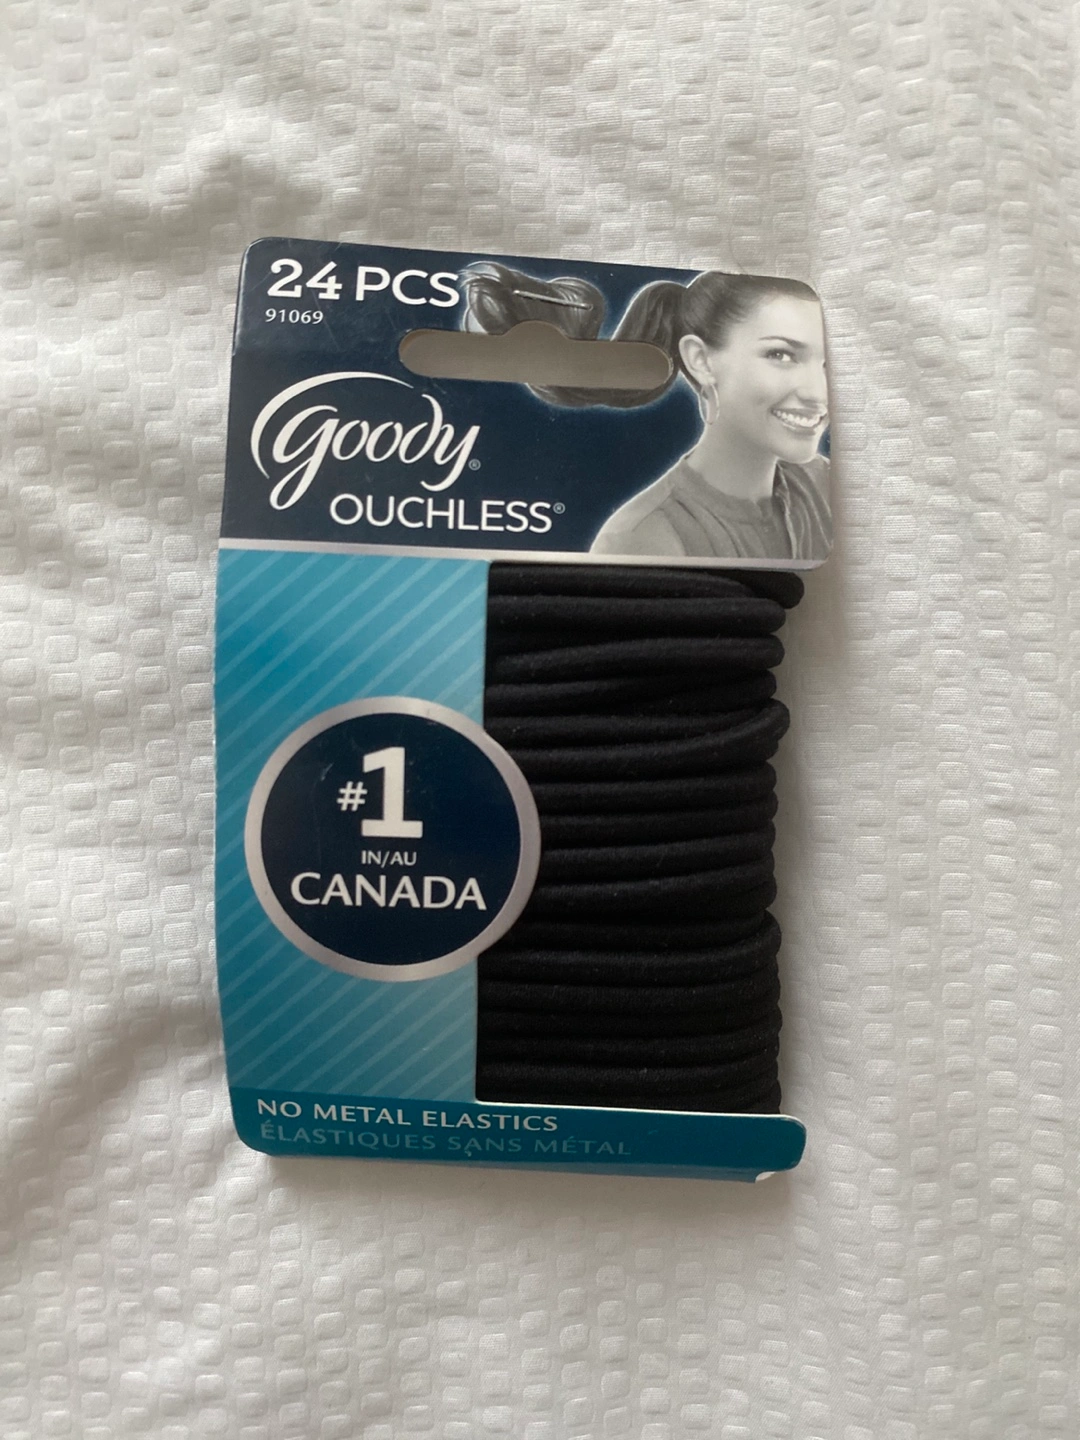 24 PCS
91069
goody®
OUCHLESS®
#1
IN/AU
CANADA
NO METAL ELASTICS
ÉLASTIQUES SANS MÉTAL